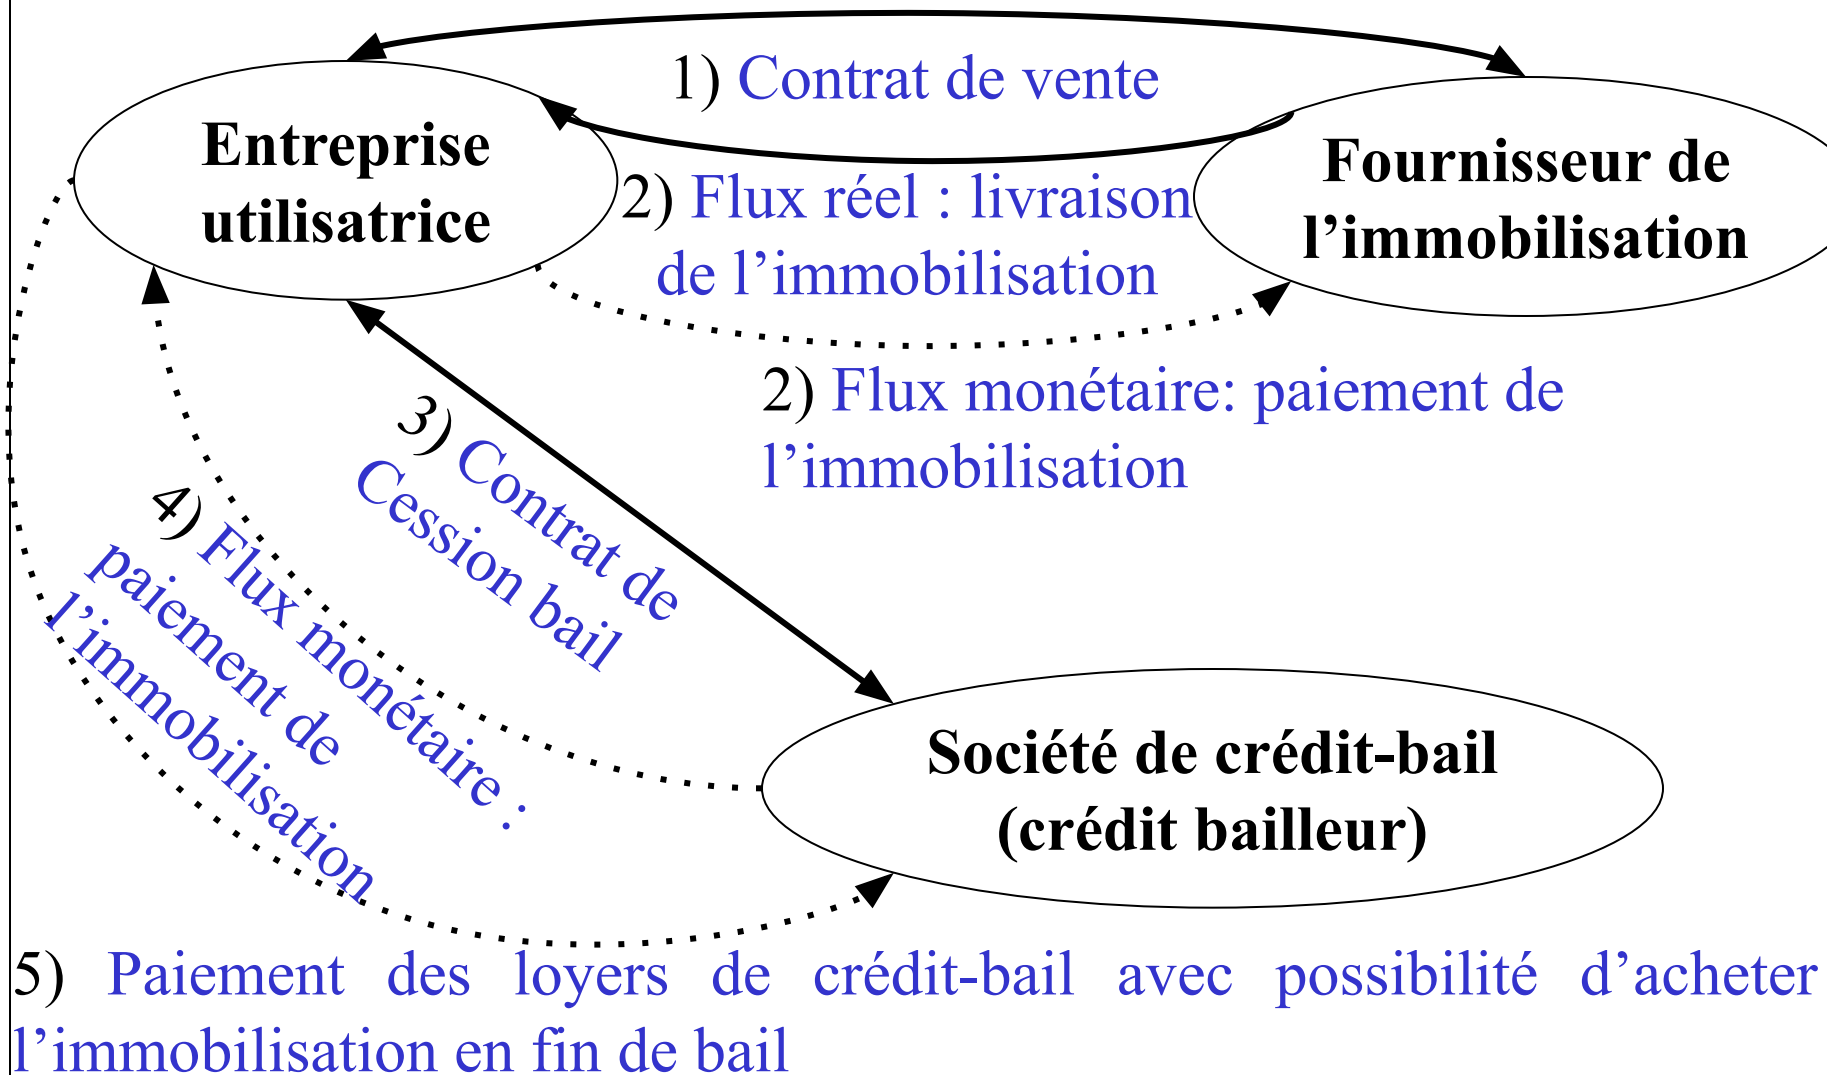 1) Contrat de vente
Entreprise
utilisatrice
Fournisseur de
l’immobilisation
2) Flux réel : livraison
de l’immobilisation
2) Flux monétaire: paiement de
l’immobilisation
3) Contrat de
Cession bail
4) Flux monétaire :
paiement de
l’immobilisation
Société de crédit-bail
(crédit bailleur)
5) Paiement des loyers de crédit-bail avec possibilité d’acheter
l’immobilisation en fin de bail